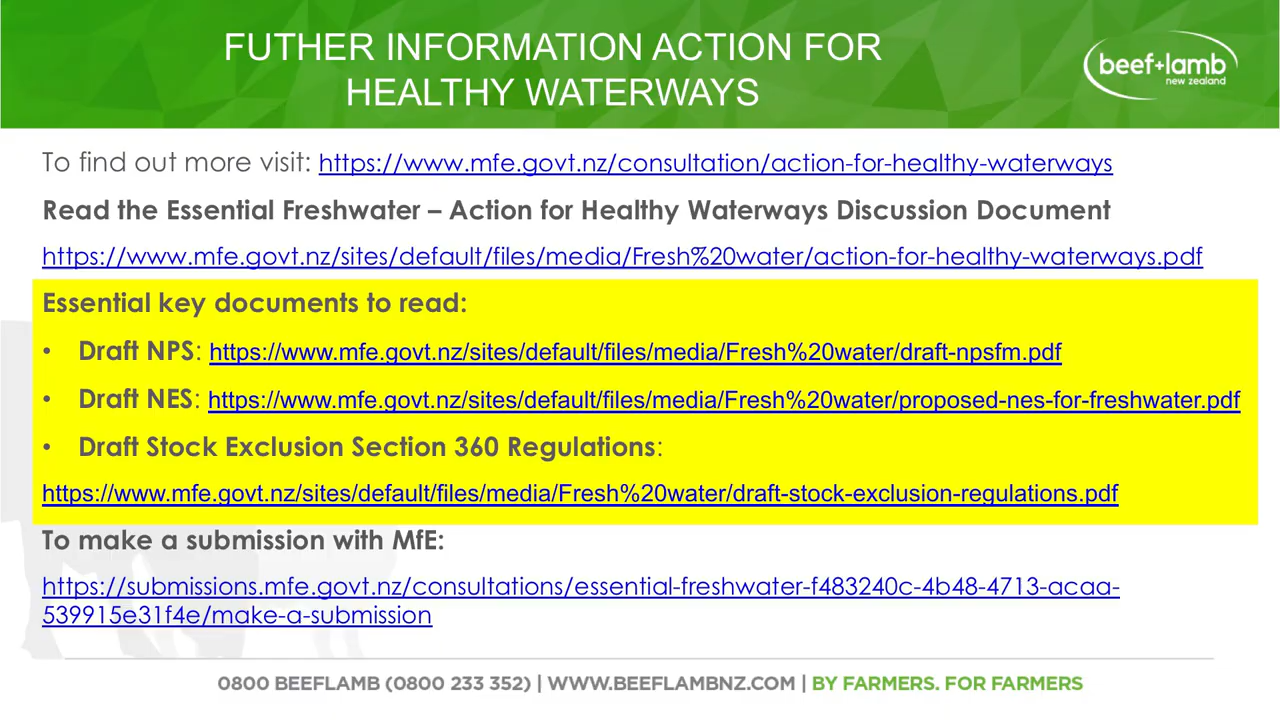 FUTHER INFORMATION ACTION FOR
HEALTHY WATERWAYS
beef+lamb
new zealand
To find out more visit: https://www.mfe.govt.nz/consultation/action-for-healthy-waterways
Read the Essential Freshwater – Action for Healthy Waterways Discussion Document
https://www.mfe.govt.nz/sites/default/files/media/Fresh%20water/action-for-healthy-waterways.pdf
Essential key documents to read:
• Draft NPS: https://www.mfe.govt.nz/sites/default/files/media/Fresh%20water/draft-npsfm.pdf
• Draft NES: https://www.mfe.govt.nz/sites/default/files/media/Fresh%20water/proposed-nes-for-freshwater.pdf
• Draft Stock Exclusion Section 360 Regulations:
https://www.mfe.govt.nz/sites/default/files/media/Fresh%20water/draft-stock-exclusion-regulations.pdf
To make a submission with MfE:
https://submissions.mfe.govt.nz/consultations/essential-freshwater-f483240c-4b48-4713-acaa-
539915e31f4e/make-a-submission
0800 BEEFLAMB (0800 233 352) | WWW.BEEFLAMBNZ.COM | BY FARMERS. FOR FARMERS